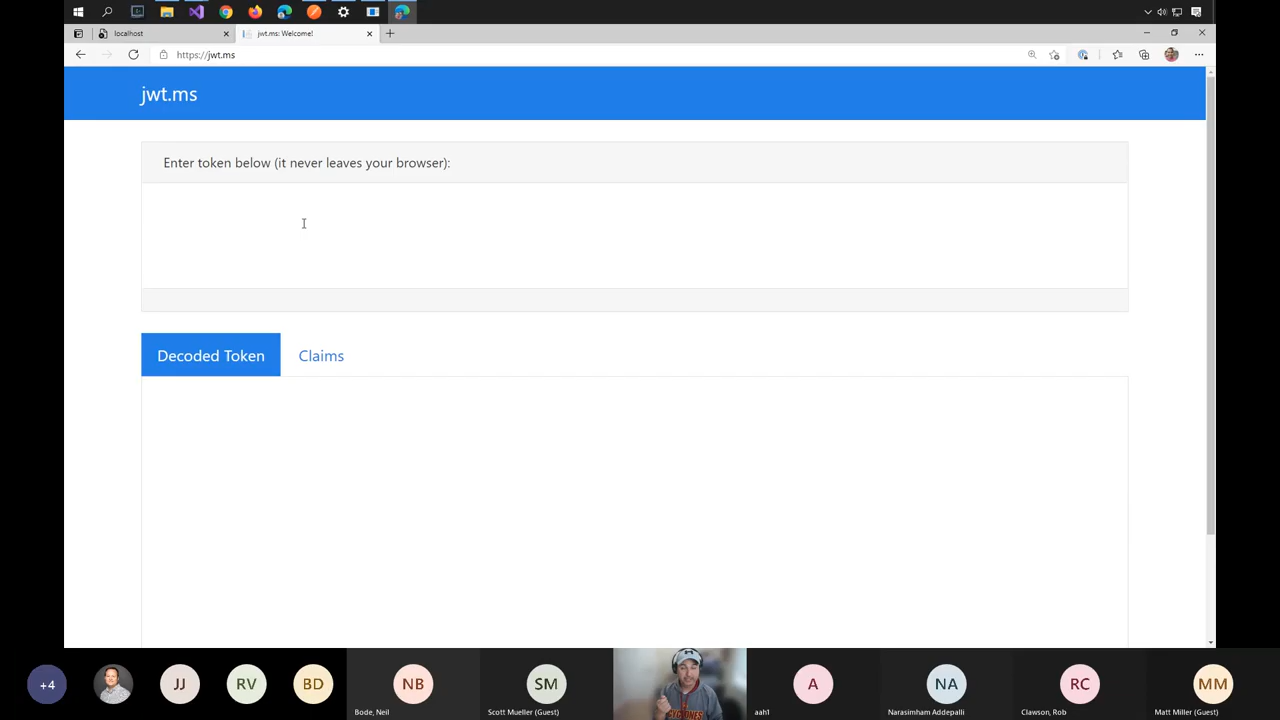 localhost
jwt.ms: Welcome!
https://jwt.ms
jwt.ms
Enter token below (it never leaves your browser):
Decoded Token
Claims
+4
JJ
RV
BD
NB
SM
A
NA
RC
MM
Bode, Neil
Scott Mueller (Guest)
aah1
Narasimham Addepalli
Clawson, Rob
Matt Miller (Guest)
CYCLONES